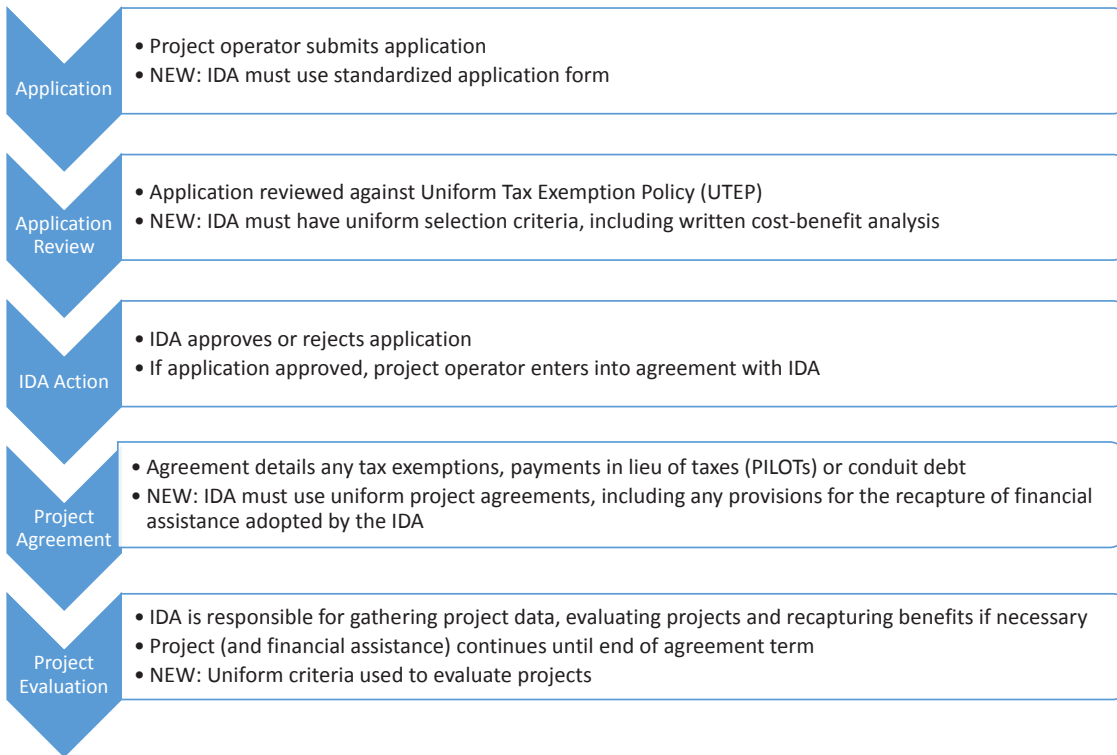 Application
• Project operator submits application
• NEW: IDA must use standardized application form
Application
Review
• Application reviewed against Uniform Tax Exemption Policy (UTEP)
• NEW: IDA must have uniform selection criteria, including written cost-benefit analysis
IDA Action
• IDA approves or rejects application
• If application approved, project operator enters into agreement with IDA
Project
Agreement
• Agreement details any tax exemptions, payments in lieu of taxes (PILOTs) or conduit debt
• NEW: IDA must use uniform project agreements, including any provisions for the recapture of financial
assistance adopted by the IDA
Project
Evaluation
• IDA is responsible for gathering project data, evaluating projects and recapturing benefits if necessary
• Project (and financial assistance) continues until end of agreement term
• NEW: Uniform criteria used to evaluate projects